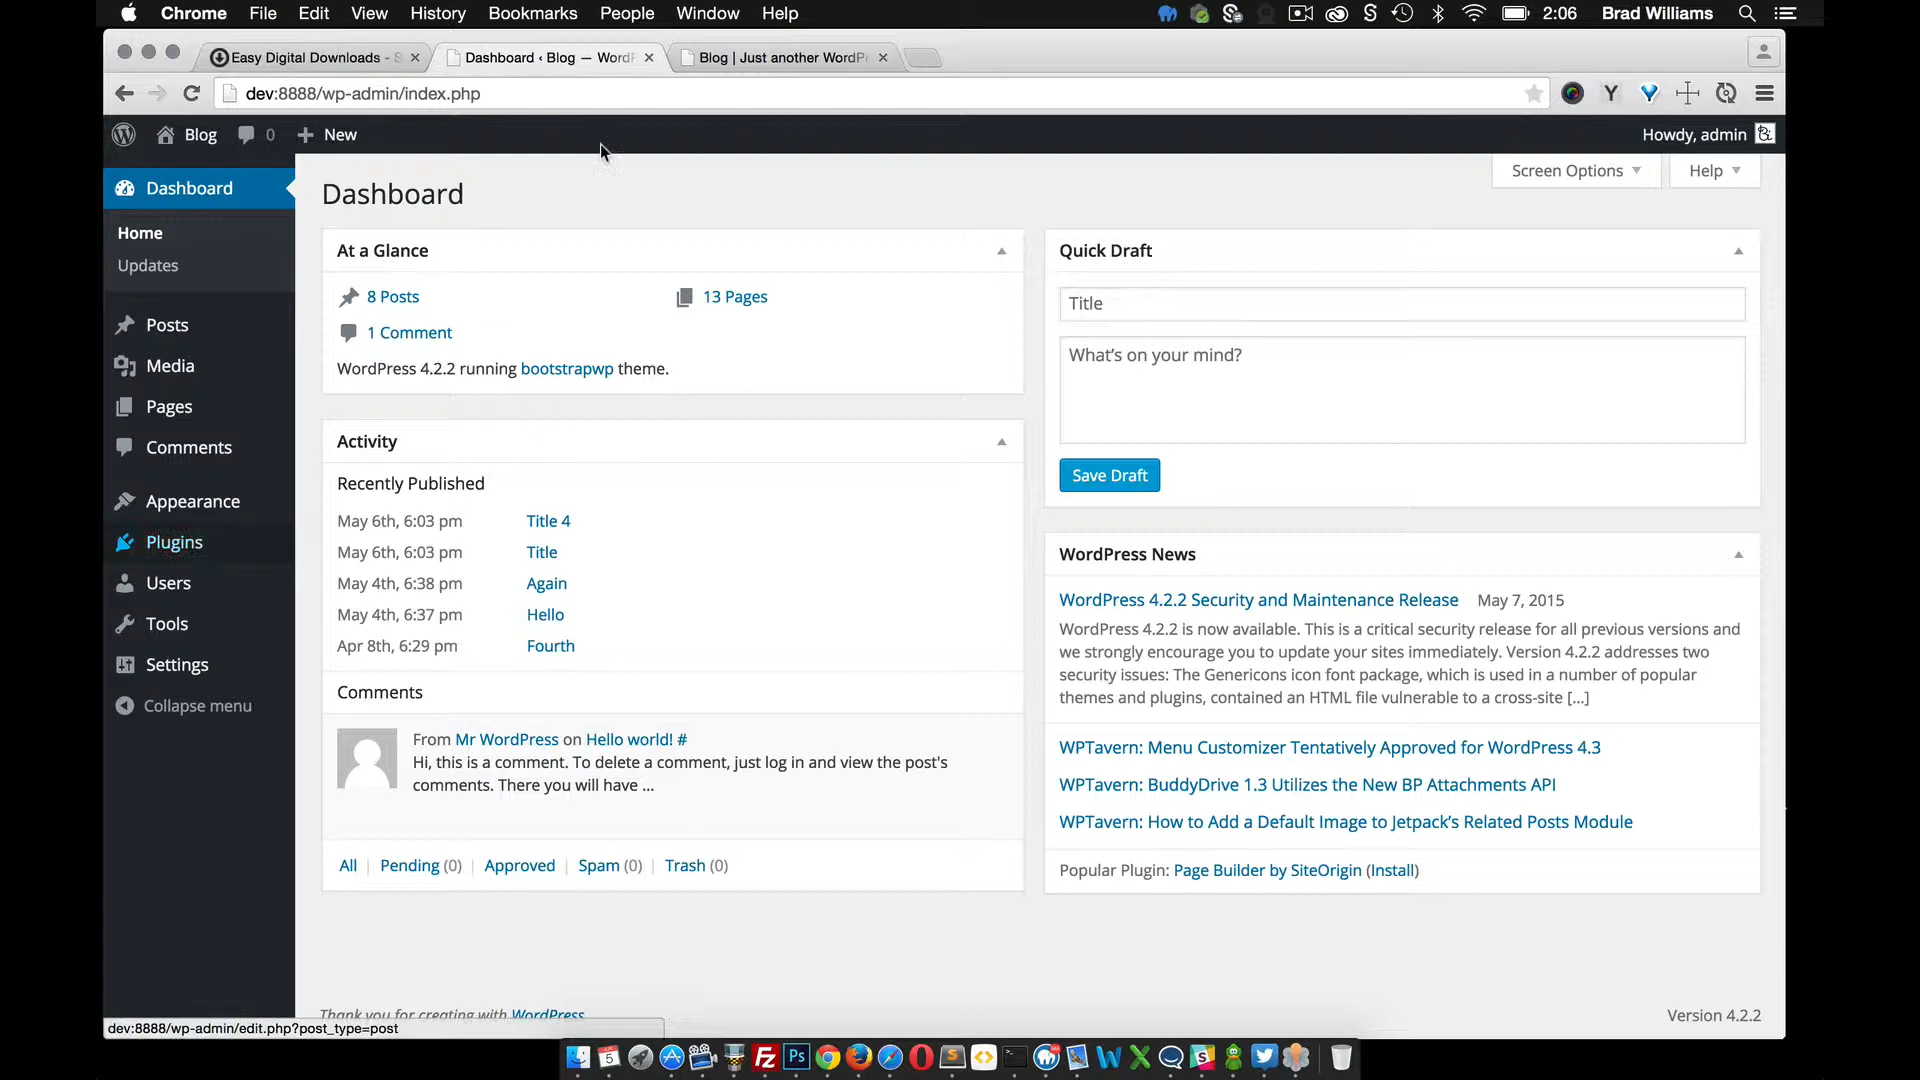 Chrome File Edit View History Bookmarks People Window Help 2:06 Brad Williams
Easy Digital Downloads - Dashboard ‹ Blog — WordP Blog | Just another WordP
dev:8888/wp-admin/index.php
Blog 0 + New Howdy, admin
Screen Options Help
Dashboard
Home
Updates
Posts
Media
Pages
Comments
Appearance
Plugins
Users
Tools
Settings
Collapse menu
Dashboard
At a Glance
8 Posts 13 Pages
1 Comment
WordPress 4.2.2 running bootstrapwp theme.
Activity
Recently Published
May 6th, 6:03 pm Title 4
May 6th, 6:03 pm Title
May 4th, 6:38 pm Again
May 4th, 6:37 pm Hello
Apr 8th, 6:29 pm Fourth
Comments
From Mr WordPress on Hello world! #
Hi, this is a comment. To delete a comment, just log in and view the post's
comments. There you will have ...
All | Pending (0) | Approved | Spam (0) | Trash (0)
Quick Draft
Title
What's on your mind?
Save Draft
WordPress News
WordPress 4.2.2 Security and Maintenance Release May 7, 2015
WordPress 4.2.2 is now available. This is a critical security release for all previous versions and
we strongly encourage you to update your sites immediately. Version 4.2.2 addresses two
security issues: The Genericons icon font package, which is used in a number of popular
themes and plugins, contained an HTML file vulnerable to a cross-site [...]
WPTavern: Menu Customizer Tentatively Approved for WordPress 4.3
WPTavern: BuddyDrive 1.3 Utilizes the New BP Attachments API
WPTavern: How to Add a Default Image to Jetpack's Related Posts Module
Popular Plugin: Page Builder by SiteOrigin (Install)
Thank you for creating with WordPress
Version 4.2.2
dev:8888/wp-admin/edit.php?post_type=post